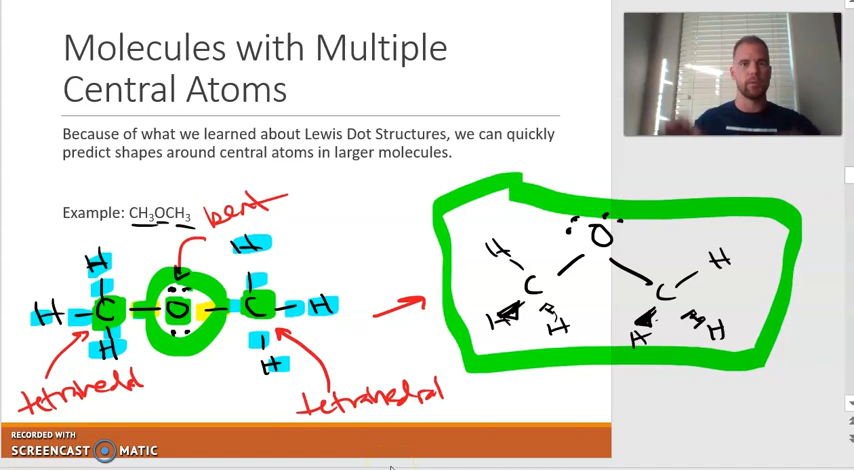 Molecules with Multiple
Central Atoms
Because of what we learned about Lewis Dot Structures, we can quickly
predict shapes around central atoms in larger molecules.
Example: CH₃OCH₃
bent
H H
H C O C H
H H
tetrahedral
tetrahedral
O
H C C H
H H H H
RECORDED WITH
SCREENCAST MATIC